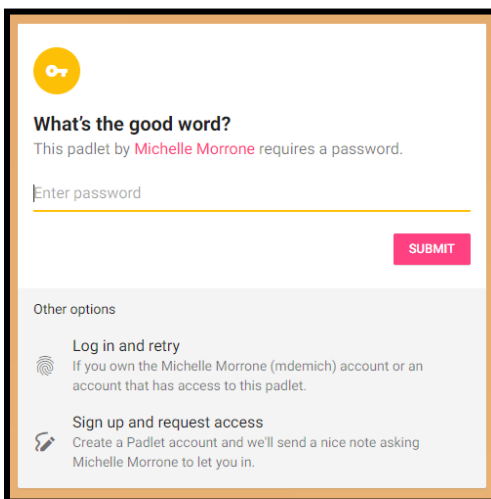 What's the good word?
This padlet by Michelle Morrone requires a password.
Enter password
SUBMIT
Other options
Log in and retry
If you own the Michelle Morrone (mdemich) account or an
account that has access to this padlet.
Sign up and request access
Create a Padlet account and we'll send a nice note asking
Michelle Morrone to let you in.